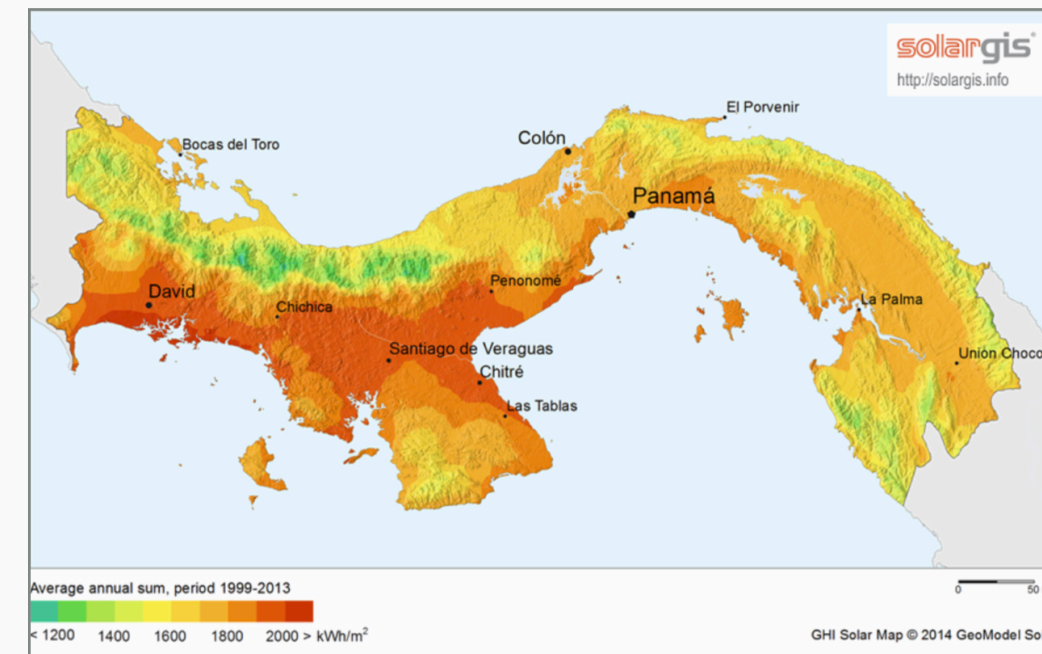 solargis
http://solargis.info
El Porvenir
Colón
Bocas del Toro
Panamá
Penonomé
David
La Palma
Chichica
Santiago de Veraguas
Unión Choco
Chitré
Las Tablas
Average annual sum, period 1999-2013
0 50
< 1200 1400 1600 1800 2000 > kWh/m²
GHI Solar Map © 2014 GeoModel So